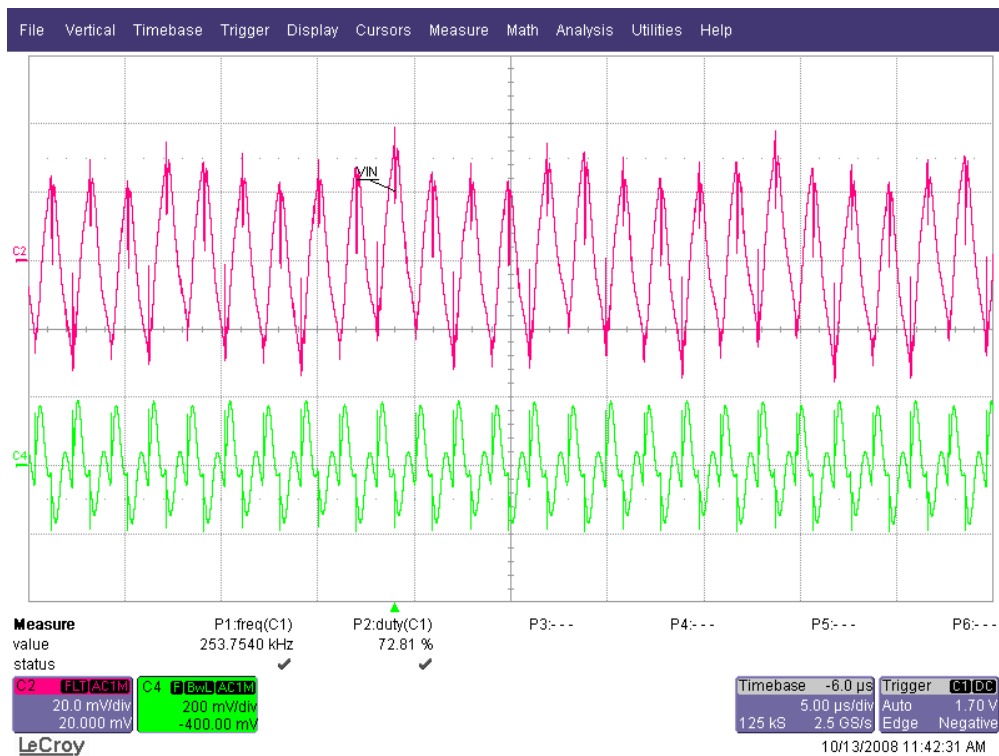 File Vertical Timebase Trigger Display Cursors Measure Math Analysis Utilities Help
VIN
C2
C4
Measure P1:freq(C1) P2:duty(C1) P3:- - - P4:- - - P5:- - - P6:- - -
value 253.7540 kHz 72.81 %
status
C2 FLT AC1M
20.0 mV/div
20.000 mV
C4 F BwL AC1M
200 mV/div
-400.00 mV
Timebase -6.0 µs
5.00 µs/div
125 kS 2.5 GS/s
Trigger C1 DC
Auto 1.70 V
Edge Negative
LeCroy
10/13/2008 11:42:31 AM